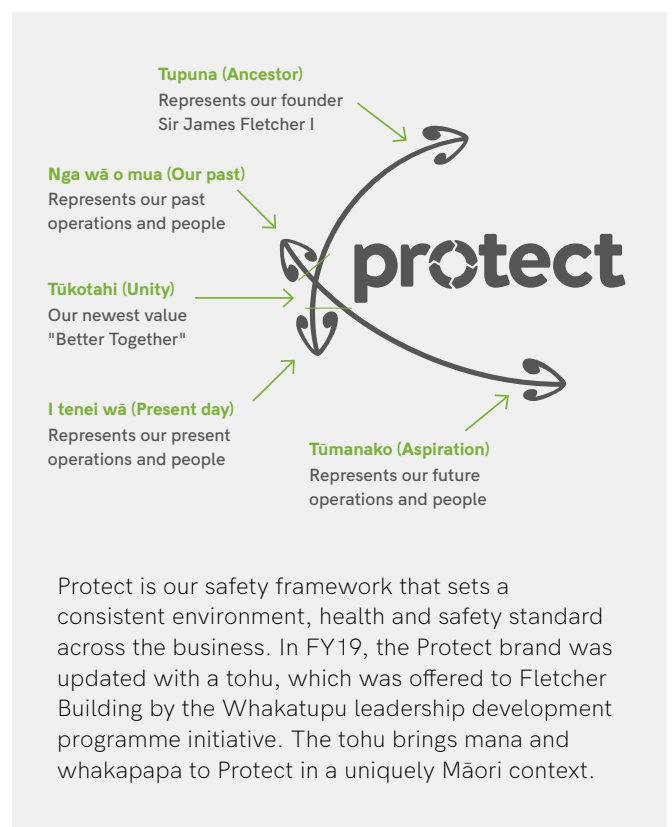 Tupuna (Ancestor)
Represents our founder
Sir James Fletcher I
Nga wā o mua (Our past)
Represents our past
operations and people
protect
Tūkotahi (Unity)
Our newest value
"Better Together"
I tenei wā (Present day)
Represents our present
operations and people
Tūmanako (Aspiration)
Represents our future
operations and people
Protect is our safety framework that sets a
consistent environment, health and safety standard
across the business. In FY19, the Protect brand was
updated with a tohu, which was offered to Fletcher
Building by the Whakatupu leadership development
programme initiative. The tohu brings mana and
whakapapa to Protect in a uniquely Māori context.